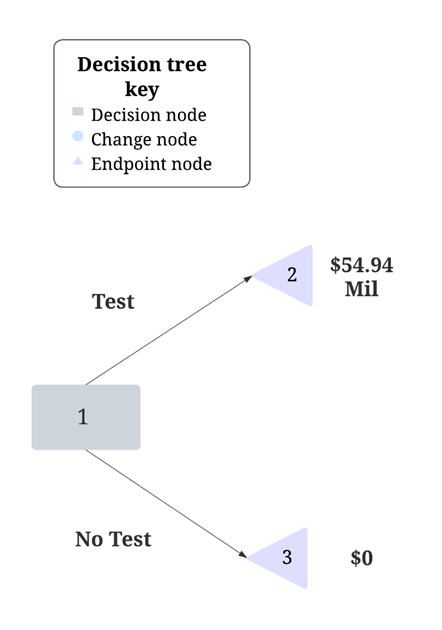 Decision tree
key
Decision node
Change node
Endpoint node
2
$54.94
Mil
Test
1
No Test
3
$0